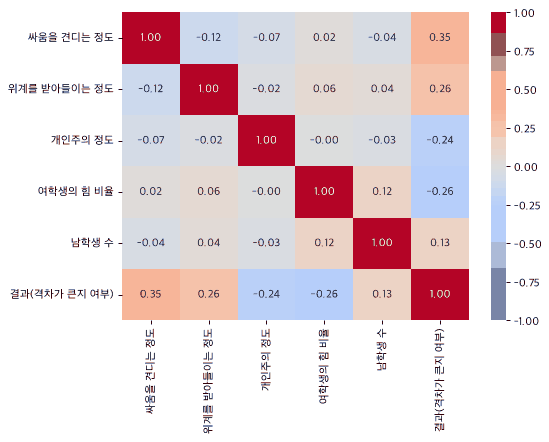 싸움을 견디는 정도 1.00 -0.12 -0.07 0.02 -0.04 0.35
위계를 받아들이는 정도 -0.12 1.00 -0.02 0.06 0.04 0.26
개인주의 정도 -0.07 -0.02 1.00 -0.00 -0.03 -0.24
여학생의 힘 비율 0.02 0.06 -0.00 1.00 0.12 -0.26
남학생 수 -0.04 0.04 -0.03 0.12 1.00 0.13
결과(격차가 큰지 여부) 0.35 0.26 -0.24 -0.26 0.13 1.00
싸움을 견디는 정도
위계를 받아들이는 정도
개인주의 정도
여학생의 힘 비율
남학생 수
결과(격차가 큰지 여부)
1.00
0.75
0.50
0.25
0.00
-0.25
-0.50
-0.75
-1.00